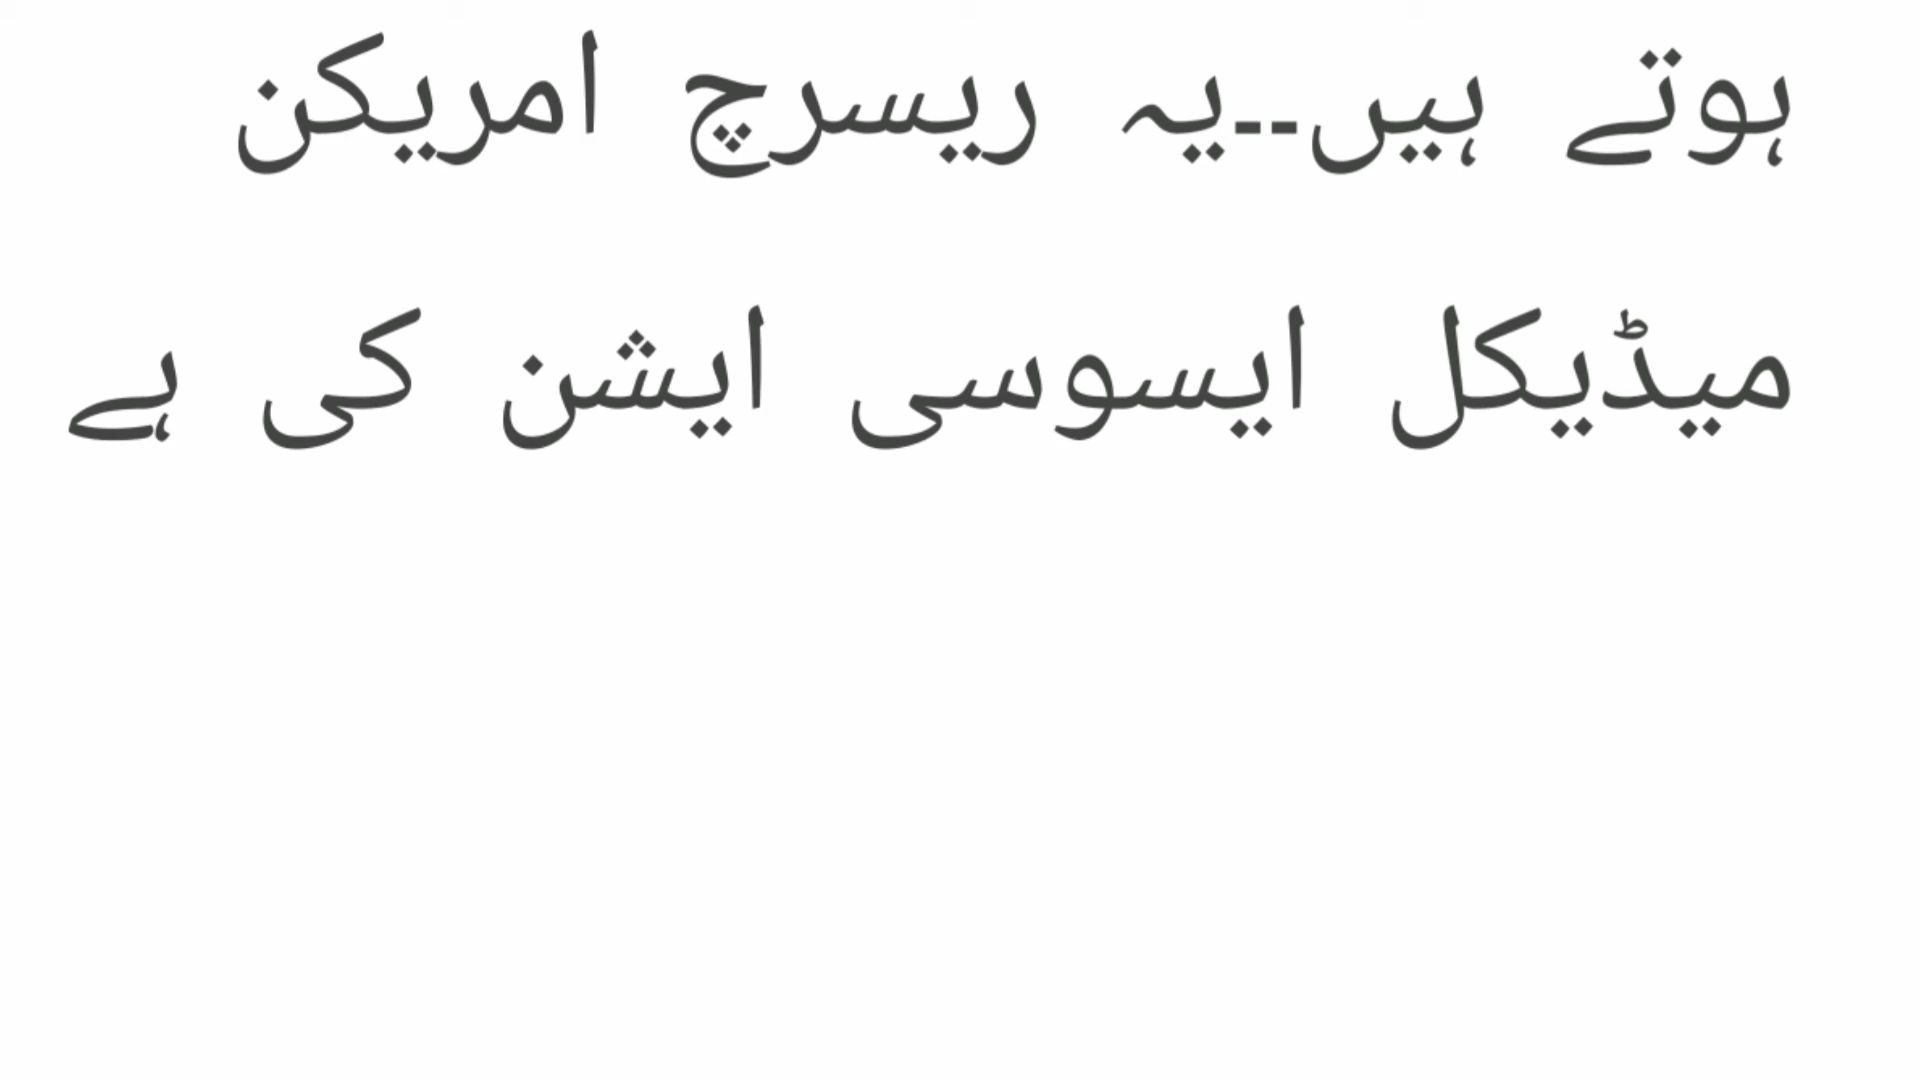 ہوتے ہیں--یہ ریسرچ امریکن
میڈیکل ایسوسی ایشن کی ہے